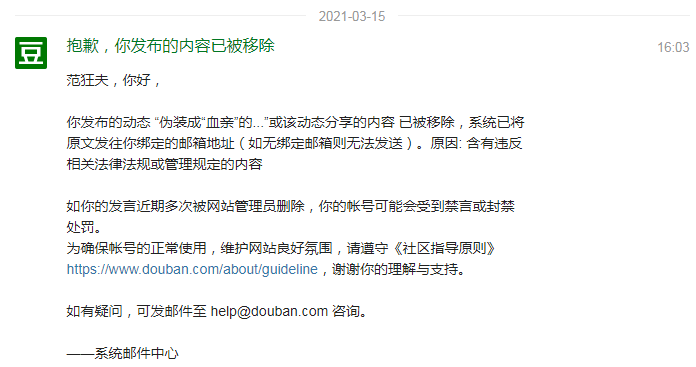 2021-03-15
豆
抱歉，你发布的内容已被移除
16:03
范狂夫，你好，
你发布的动态 “伪装成“血亲”的...”或该动态分享的内容 已被移除，系统已将
原文发往你绑定的邮箱地址（如无绑定邮箱则无法发送）。原因: 含有违反
相关法律法规或管理规定的内容
如你的发言近期多次被网站管理员删除，你的帐号可能会受到禁言或封禁
处罚。
为确保帐号的正常使用，维护网站良好氛围，请遵守《社区指导原则》
https://www.douban.com/about/guideline，谢谢你的理解与支持。
如有疑问，可发邮件至 help@douban.com 咨询。
——系统邮件中心